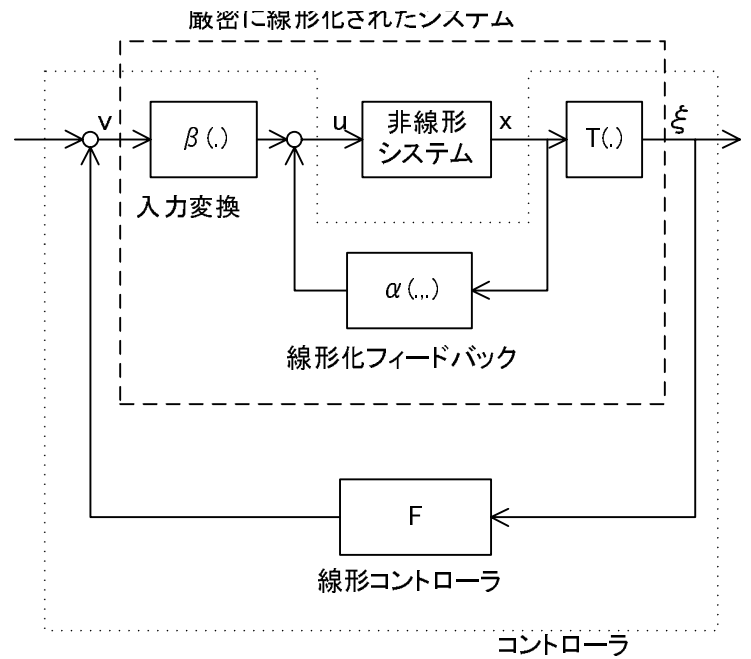 厳密に線形化されたシステム
v
β(.)
u
非線形
システム
x
T(.)
ξ
入力変換
α(.,.)
線形化フィードバック
F
線形コントローラ
コントローラ